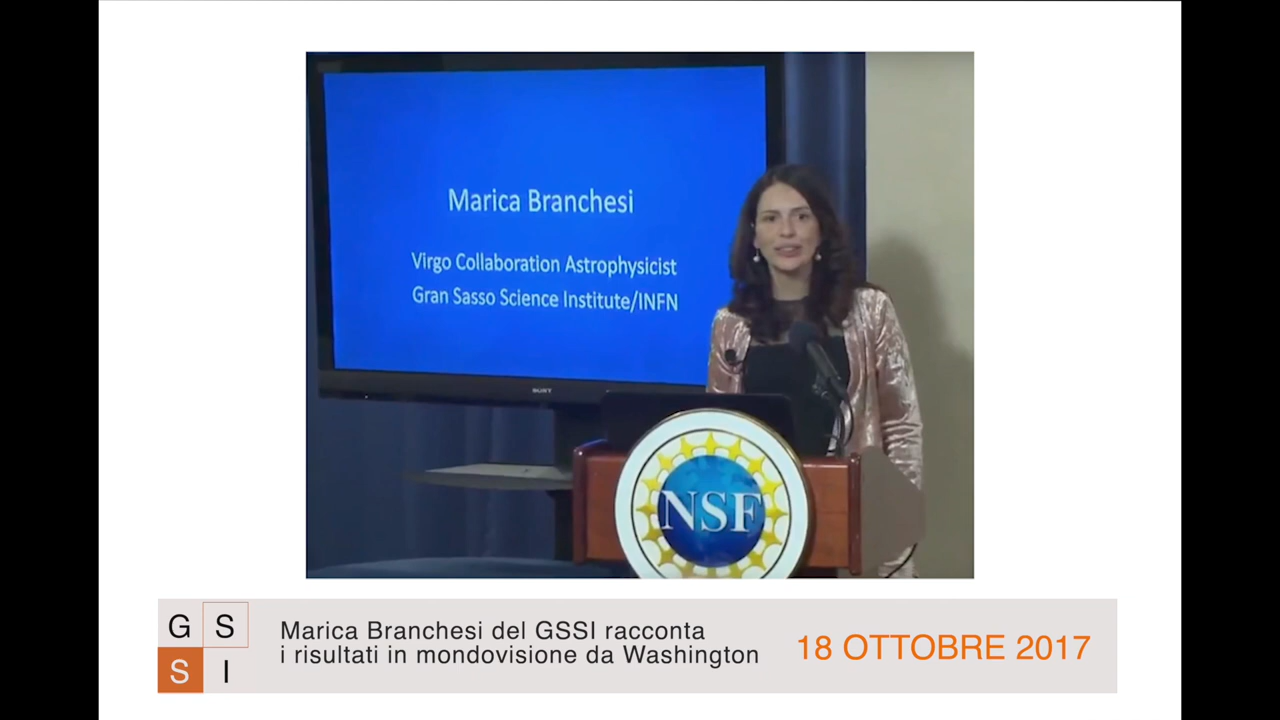 Marica Branchesi
Virgo Collaboration Astrophysicist
Gran Sasso Science Institute/INFN
SONY
NSF
G S
S I
Marica Branchesi del GSSI racconta
i risultati in mondovisione da Washington
18 OTTOBRE 2017